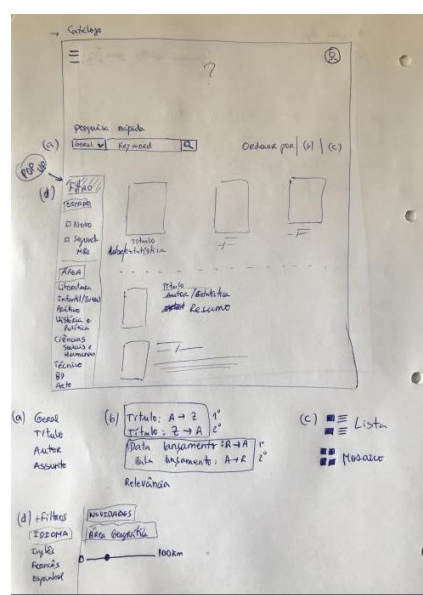 → Catálogo
?
Pesquisa rápida
(a) Geral Keyword
Ordenar por | (b) | (c)
POP UP
(d) Filtro
ESTADO
Novo
Segunda
Mão
Título
Autor/Estatística
ÁREA
Literatura
Infantil/Juvenil
Político
História e
Política
Ciências
Sociais e
Humanas
Técnico
BD
Arte
Título
Autor/Estatística
Resumo
(a) Geral
Título
Autor
Assunto
(b) Título: A → Z 1º
Título: Z → A 2º
Data lançamento: R → A 1º
Data lançamento: A → R 2º
Relevância
(c) Lista
Mosaico
(d) +Filtros
IDIOMA
Inglês
Francês
Espanhol
NOVIDADES
Área Geográfica
0 100km